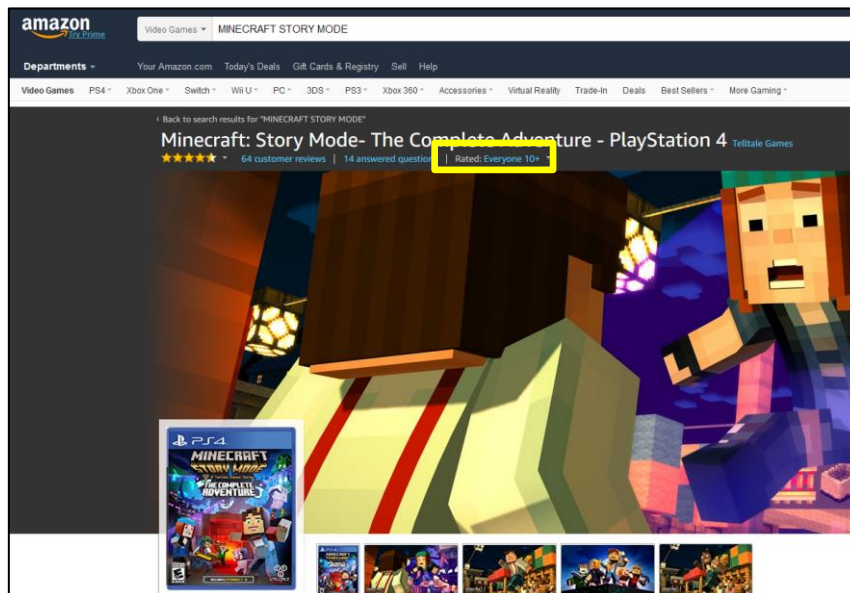 amazon
Try Prime
Video Games
MINECRAFT STORY MODE
Departments
Your Amazon.com Today's Deals Gift Cards & Registry Sell Help
Video Games PS4 Xbox One Switch Wii U PC 3DS PS3 Xbox 360 Accessories Virtual Reality Trade-In Deals Best Sellers More Gaming
‹ Back to search results for "MINECRAFT STORY MODE"
Minecraft: Story Mode- The Complete Adventure - PlayStation 4 Telltale Games
64 customer reviews | 14 answered question | Rated: Everyone 10+
PS4
MINECRAFT
STORY MODE
THE COMPLETE
ADVENTURE